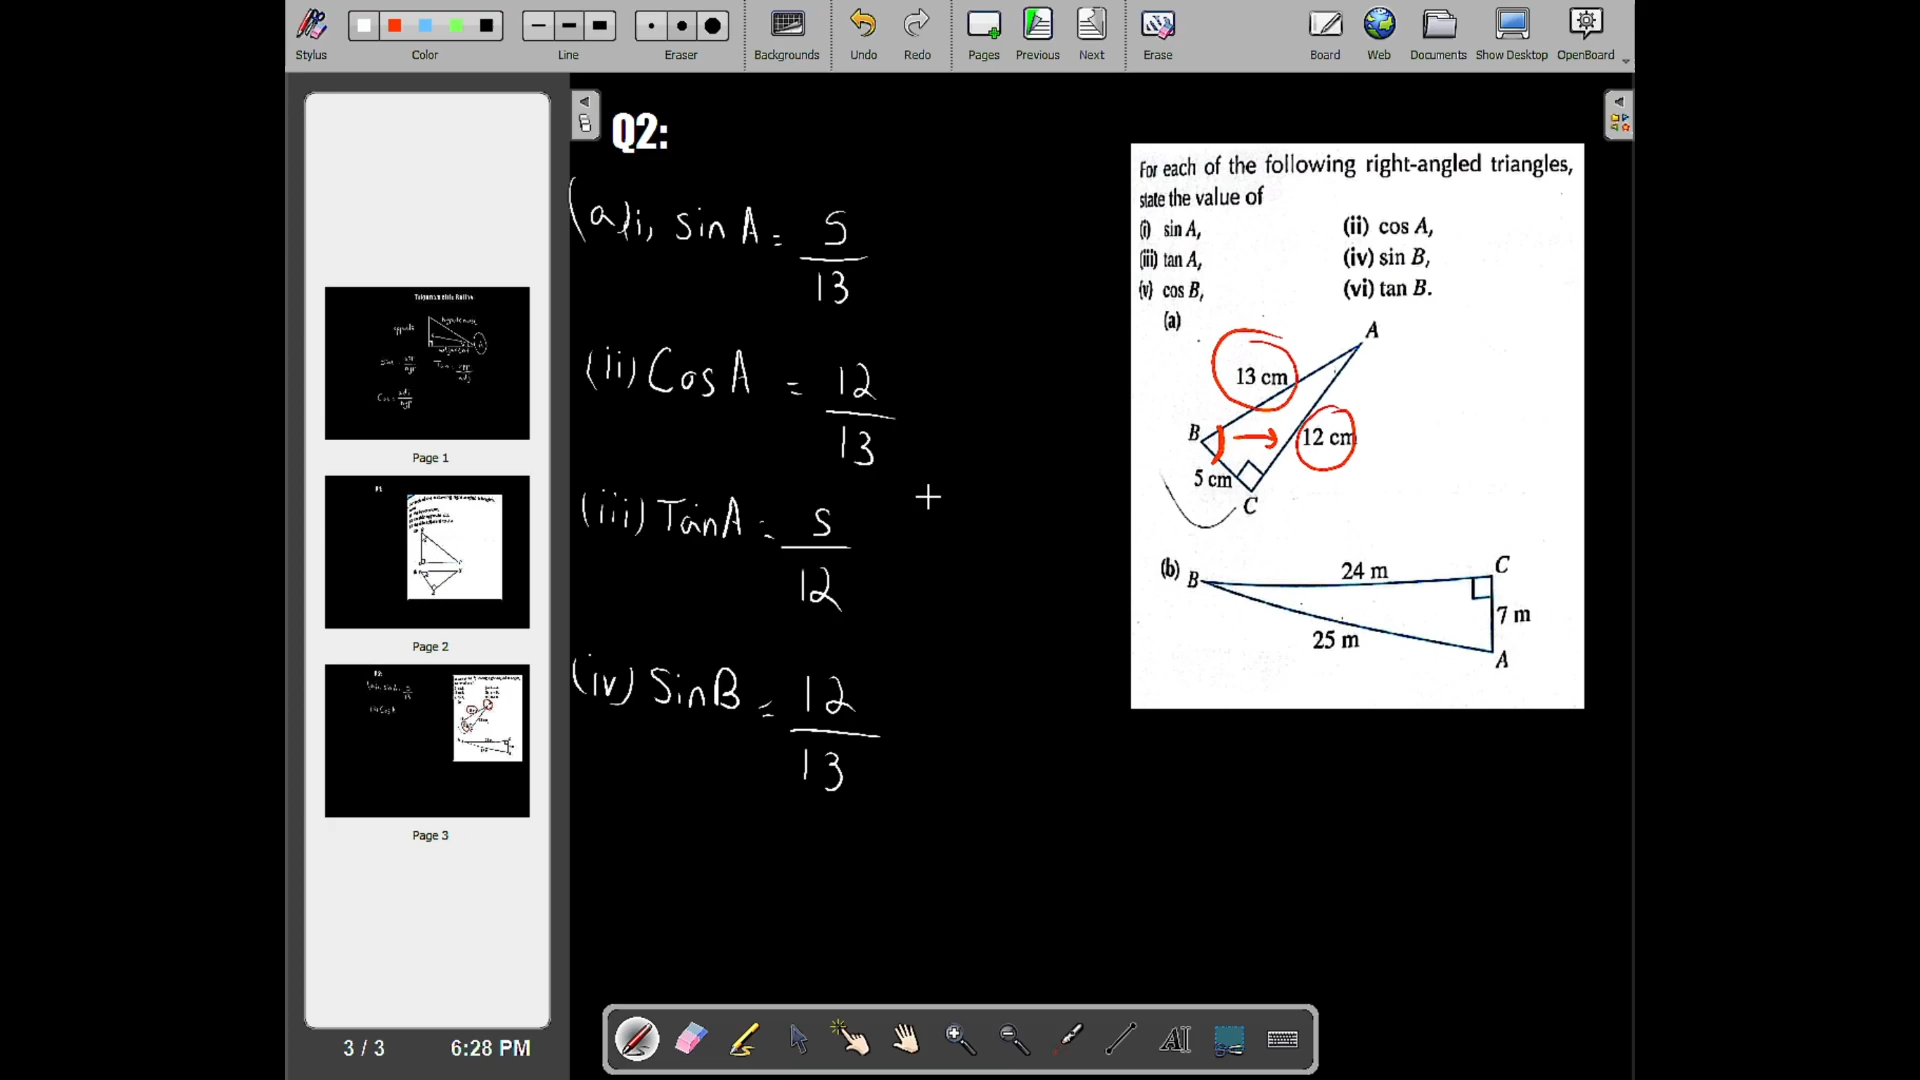 Stylus
Color
Line
Eraser
Backgrounds
Undo
Redo
Pages
Previous
Next
Erase
Board
Web
Documents
Show Desktop
OpenBoard
Page 1
Page 2
Page 3
3 / 3
6:28 PM
Q2:
(a)i, sin A = 5
13
(ii) Cos A = 12
13
(iii) Tan A = 5
12
(iv) Sin B = 12
13
For each of the following right-angled triangles,
state the value of
(i) sin A, (ii) cos A,
(iii) tan A, (iv) sin B,
(v) cos B, (vi) tan B.
(a)
A
13 cm
B
12 cm
5 cm
C
(b) B
24 m
C
7 m
25 m
A